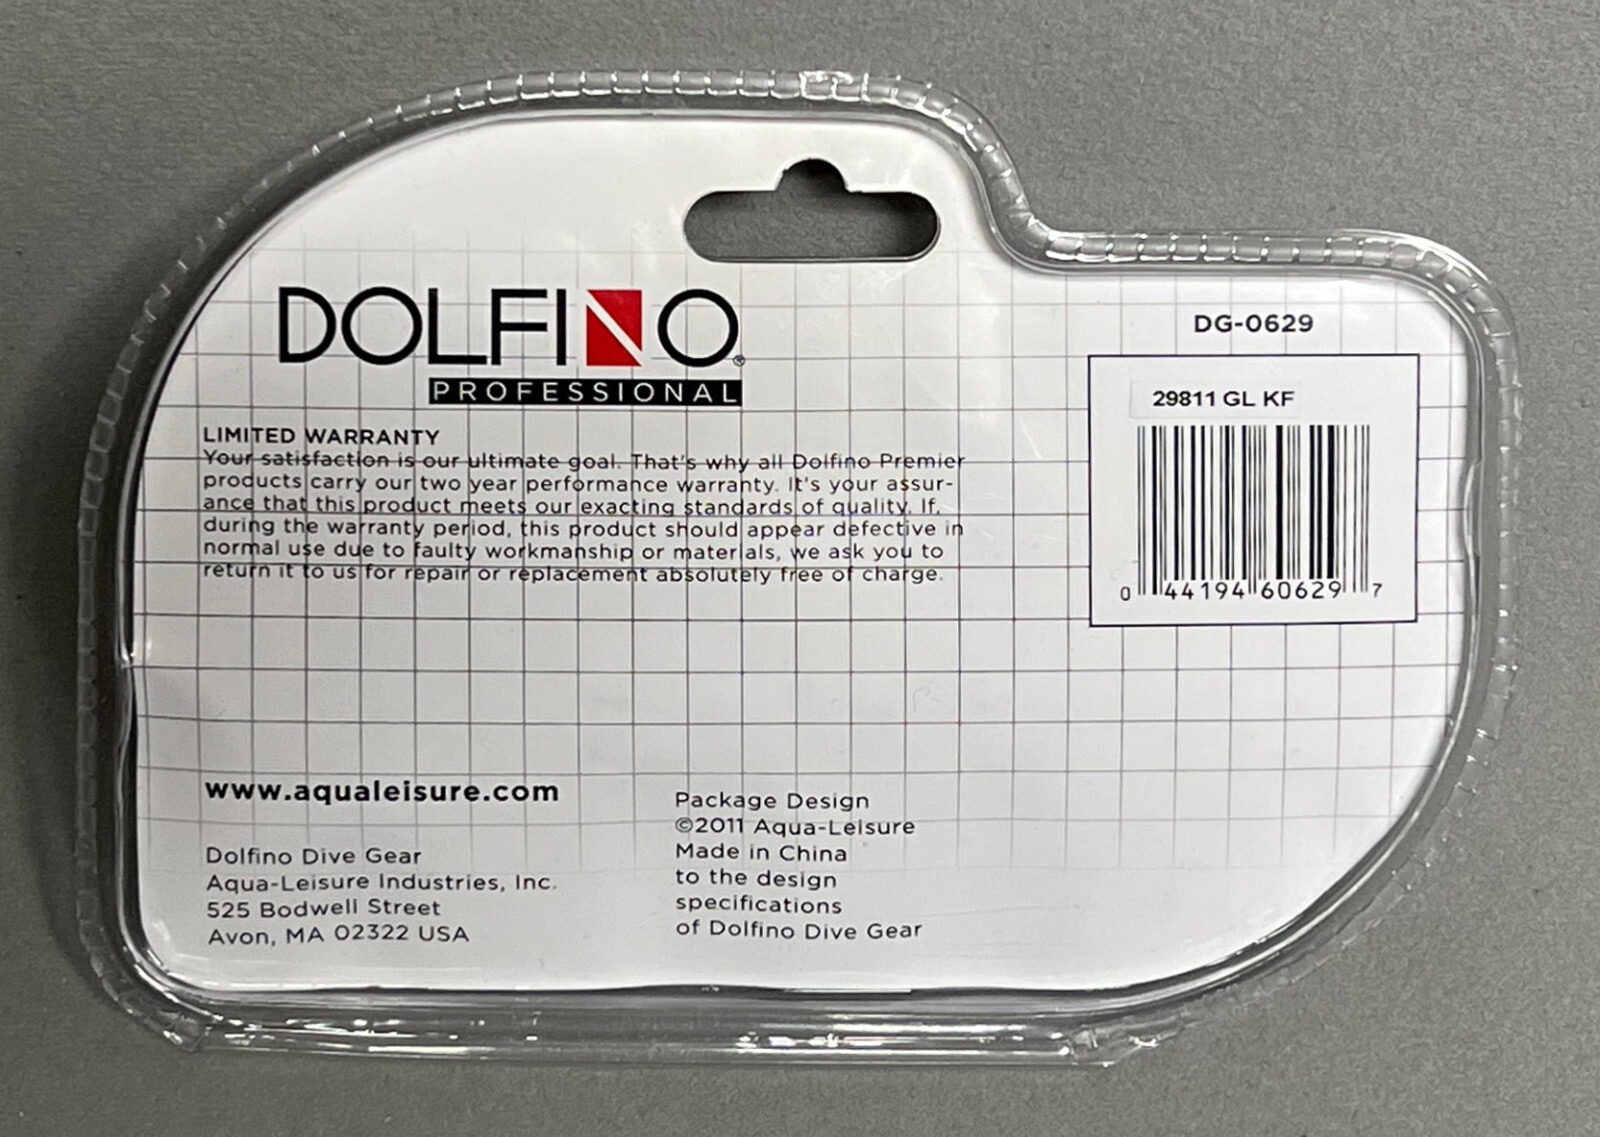 DOLFINO®
PROFESSIONAL
LIMITED WARRANTY
Your satisfaction is our ultimate goal. That's why all Dolfino Premier
products carry our two year performance warranty. It's your assur-
ance that this product meets our exacting standards of quality. If,
during the warranty period, this product should appear defective in
normal use due to faulty workmanship or materials, we ask you to
return it to us for repair or replacement absolutely free of charge.
DG-0629
29811 GL KF
0 44194 60629 7
www.aqualeisure.com
Dolfino Dive Gear
Aqua-Leisure Industries, Inc.
525 Bodwell Street
Avon, MA 02322 USA
Package Design
©2011 Aqua-Leisure
Made in China
to the design
specifications
of Dolfino Dive Gear